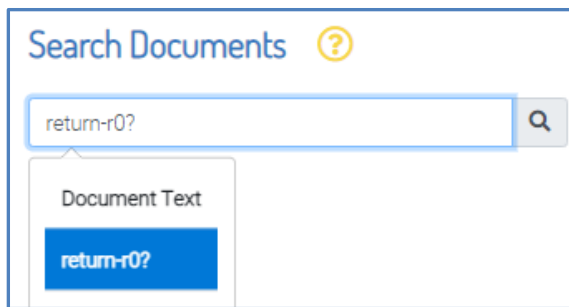 Search Documents ?
return-r0?
Document Text
return-r0?